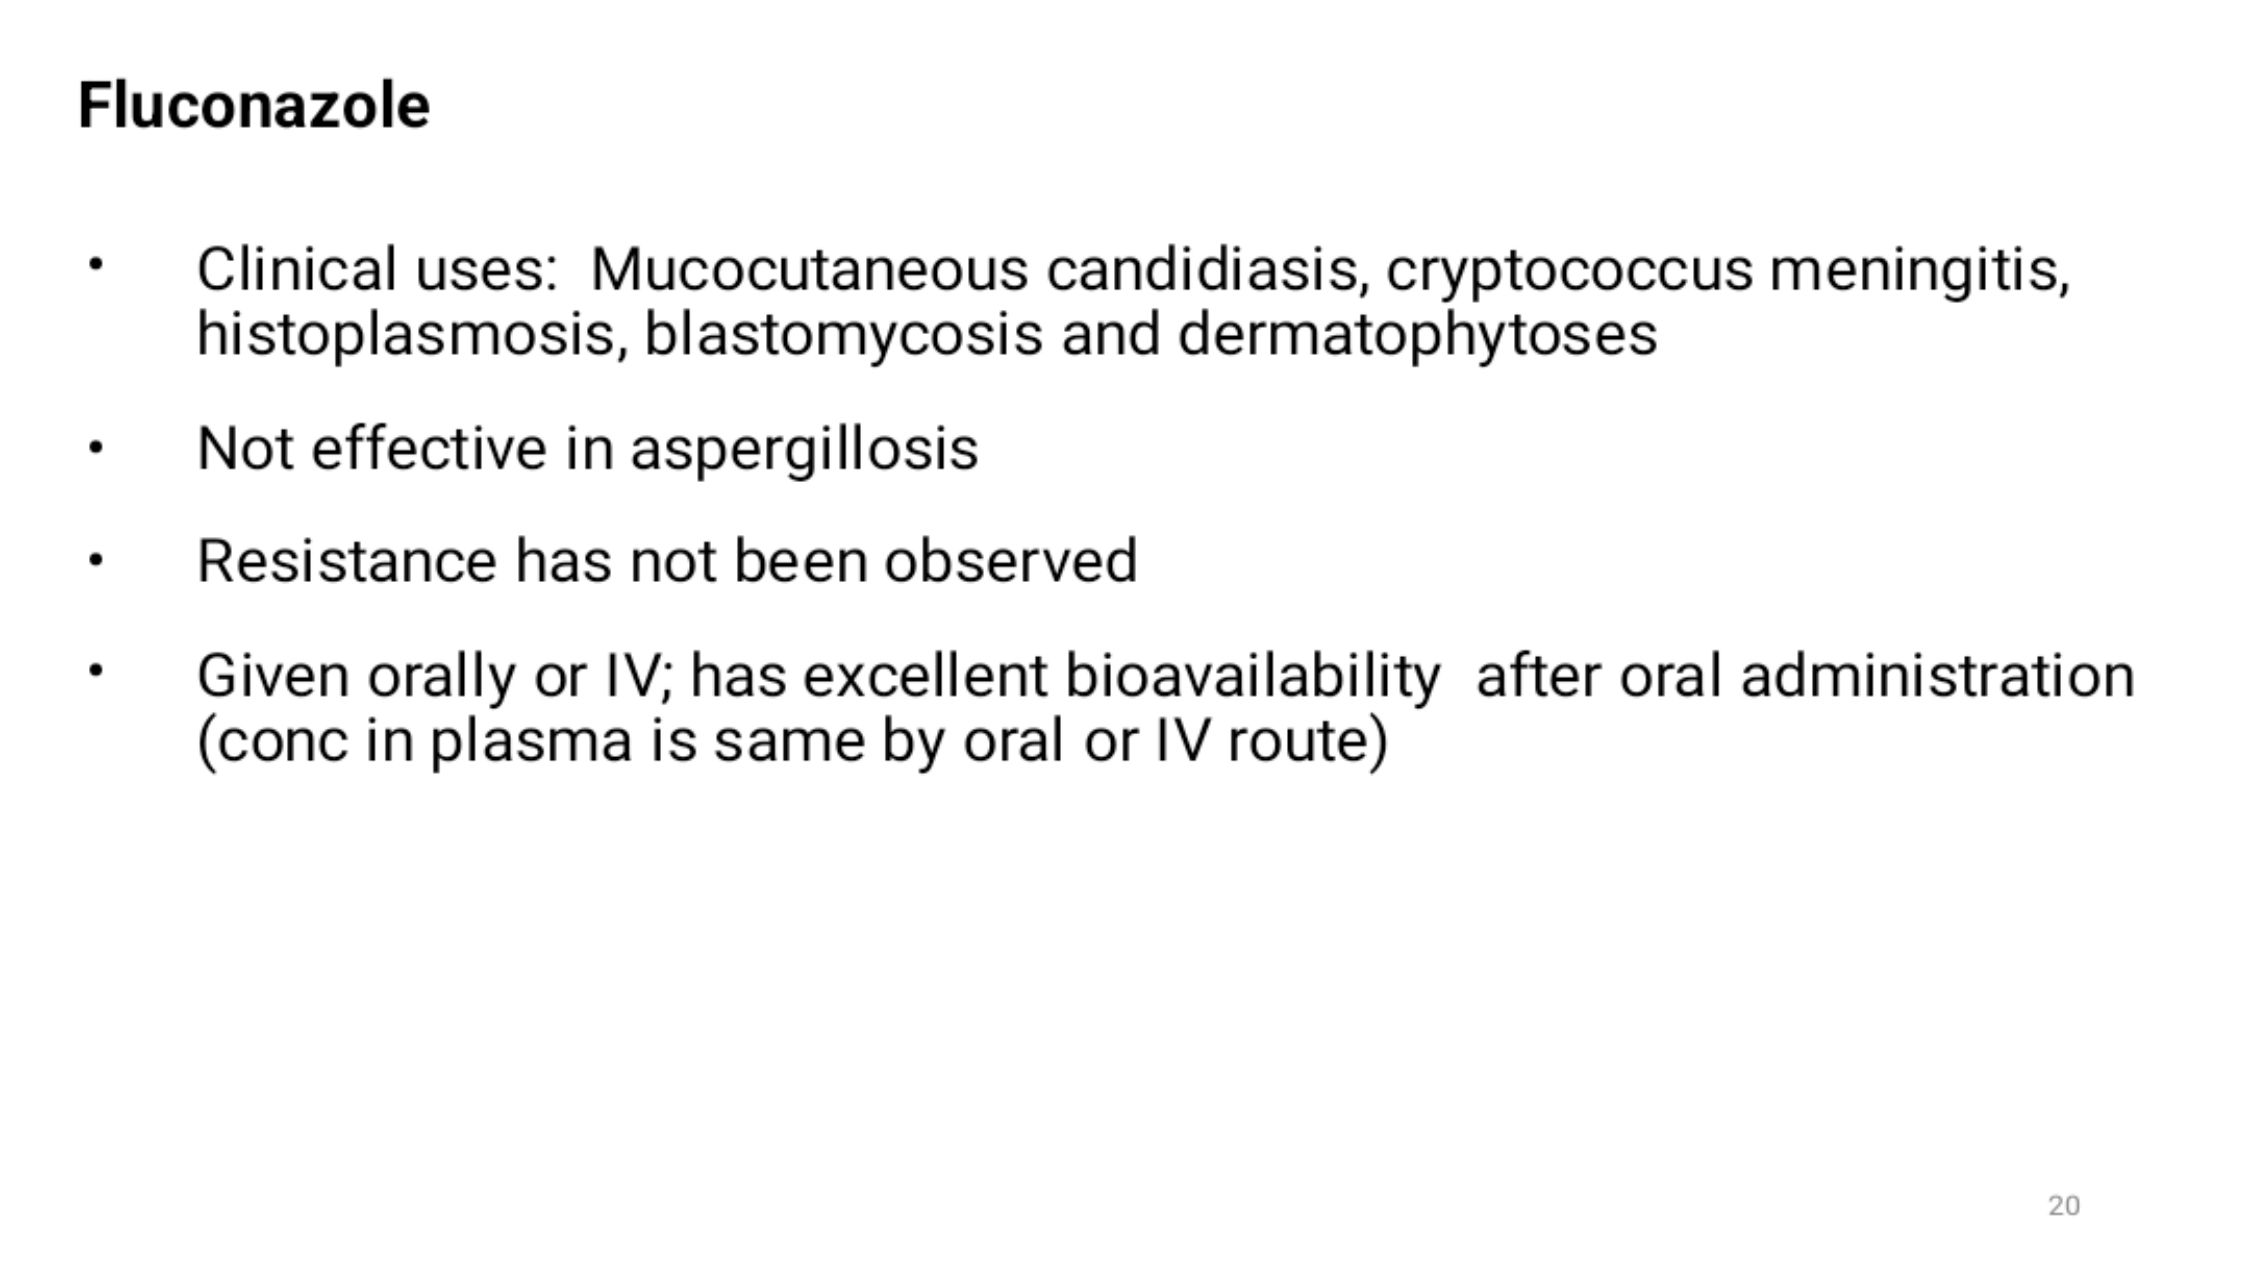 Fluconazole
• Clinical uses:  Mucocutaneous candidiasis, cryptococcus meningitis,
histoplasmosis, blastomycosis and dermatophytoses
• Not effective in aspergillosis
• Resistance has not been observed
• Given orally or IV; has excellent bioavailability  after oral administration
(conc in plasma is same by oral or IV route)
20